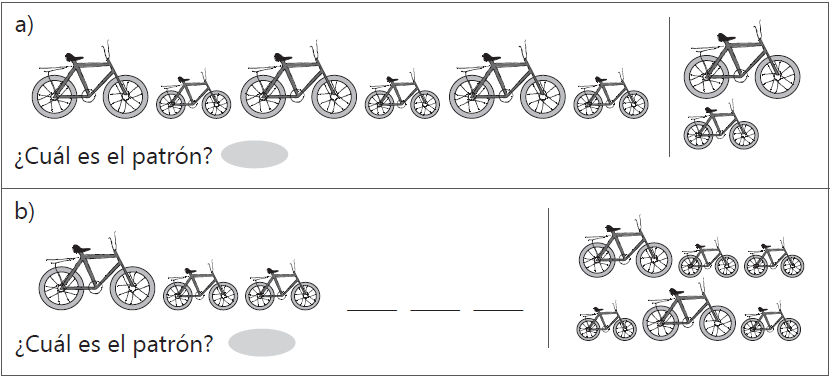 a)
¿Cuál es el patrón?
b)
¿Cuál es el patrón?